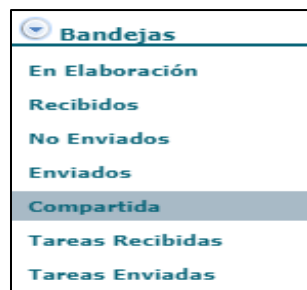 Bandejas
En Elaboración
Recibidos
No Enviados
Enviados
Compartida
Tareas Recibidas
Tareas Enviadas